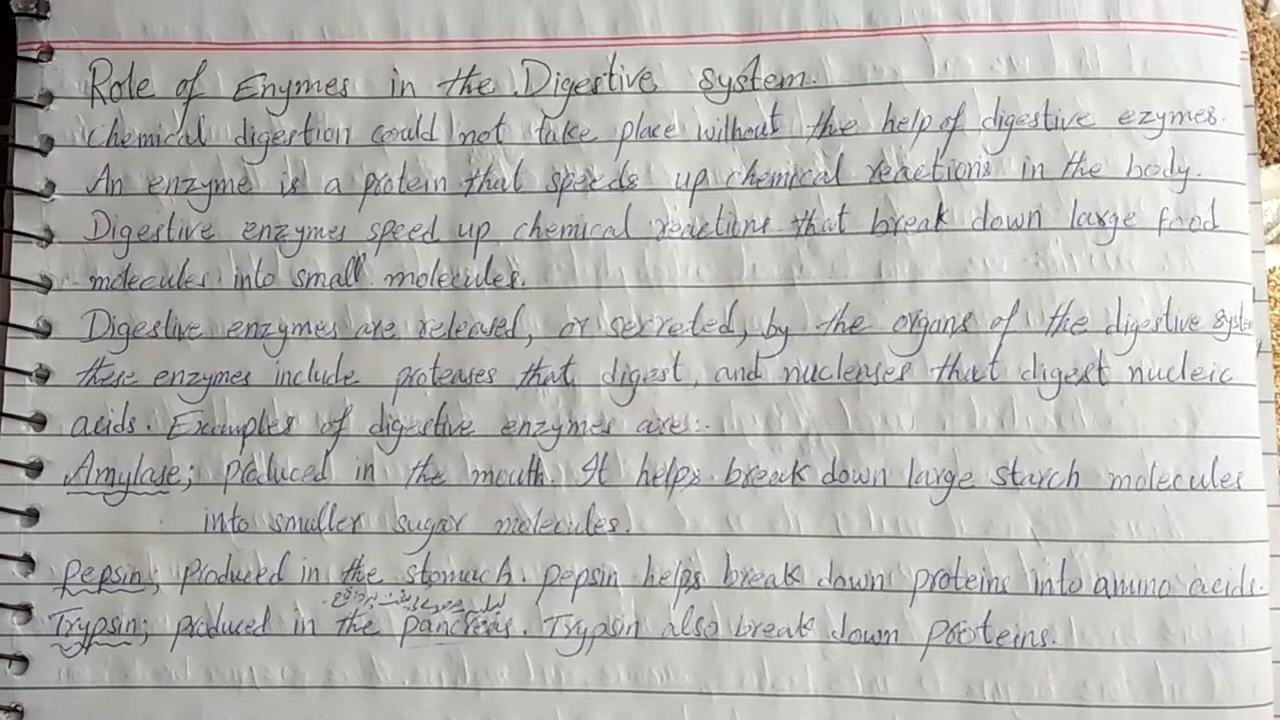 Role of Enymes in the Digestive system.
Chemical digestion could not take place without the help of digestive ezymes.
An enzyme is a protein that speeds up chemical reactions in the body.
Digestive enzymes speed up chemical reactions that break down large food
molecules into small molecules.
Digestive enzymes are released, or secreted, by the organs of the digestive system
these enzymes include proteases that digest, and nucleases that digest nucleic
acids. Examples of digestive enzymes are:-
Amylase; produced in the mouth. It helps break down large starch molecules
into smaller sugar molecules.
Pepsin; produced in the stomach. pepsin helps break down proteins into amino acids.
Trypsin; produced in the pancreas. Trypsin also break down proteins.